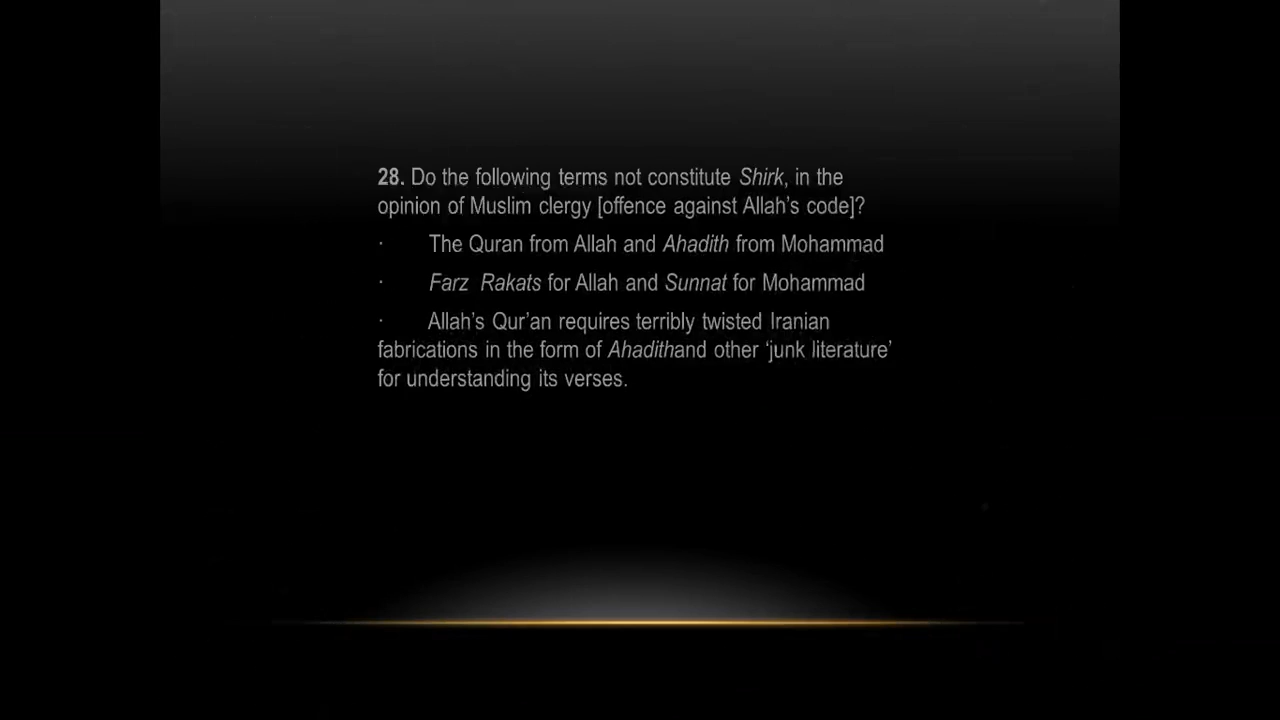 28. Do the following terms not constitute Shirk, in the
opinion of Muslim clergy [offence against Allah's code]?
· The Quran from Allah and Ahadith from Mohammad
· Farz Rakats for Allah and Sunnat for Mohammad
· Allah's Qur'an requires terribly twisted Iranian
fabrications in the form of Ahadithand other 'junk literature'
for understanding its verses.